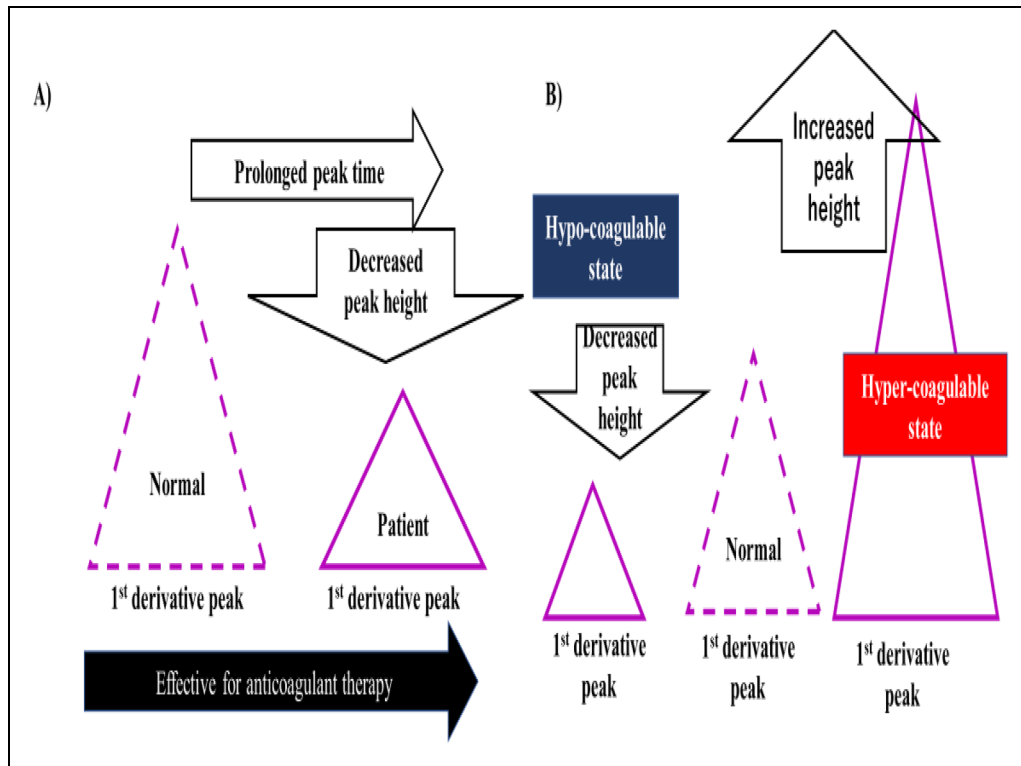 A)
Prolonged peak time
Decreased
peak height
Normal
Patient
1st derivative peak
1st derivative peak
Effective for anticoagulant therapy
B)
Increased
peak
height
Hypo-coagulable
state
Decreased
peak
height
Hyper-coagulable
state
Normal
1st derivative
peak
1st derivative
peak
1st derivative
peak